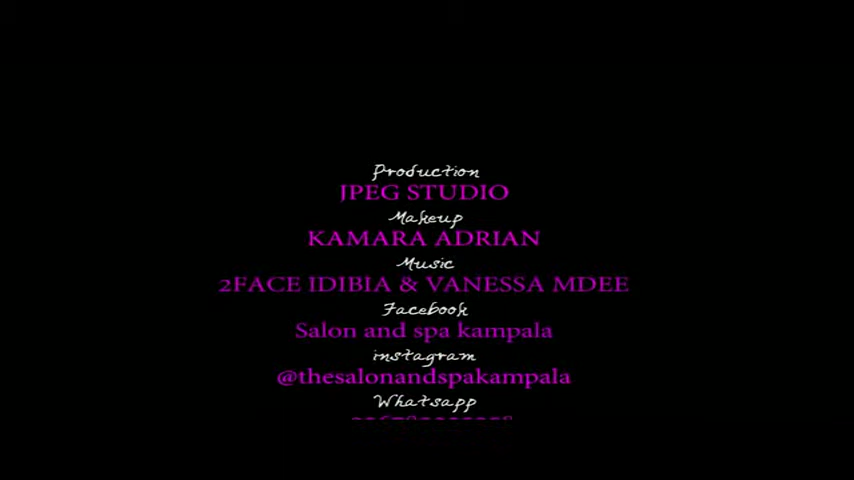 Production
JPEG STUDIO
Makeup
KAMARA ADRIAN
Music
2FACE IDIBIA & VANESSA MDEE
Facebook
Salon and spa kampala
instagram
@thesalonandspakampala
Whatsapp